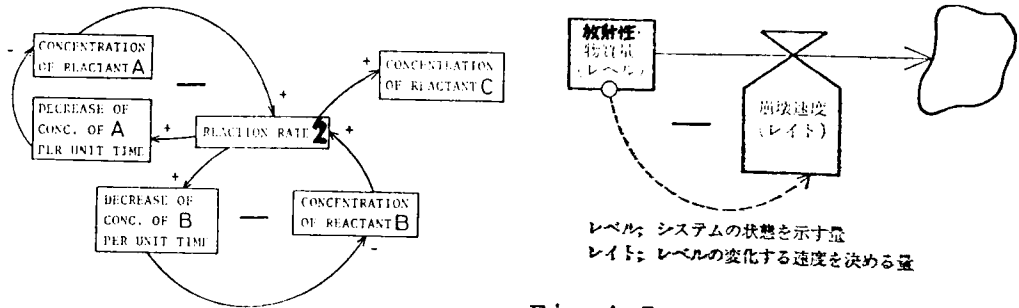 CONCENTRATION
OF REACTANT A
DECREASE OF
CONC. OF A
PER UNIT TIME
REACTION RATE 2
CONCENTRATION
OF REACTANT C
DECREASE OF
CONC. OF B
PER UNIT TIME
CONCENTRATION
OF REACTANT B
放射性
物質量
(レベル)
崩壊速度
(レイト)
レベル; システムの状態を示す量
レイト; レベルの変化する速度を決める量